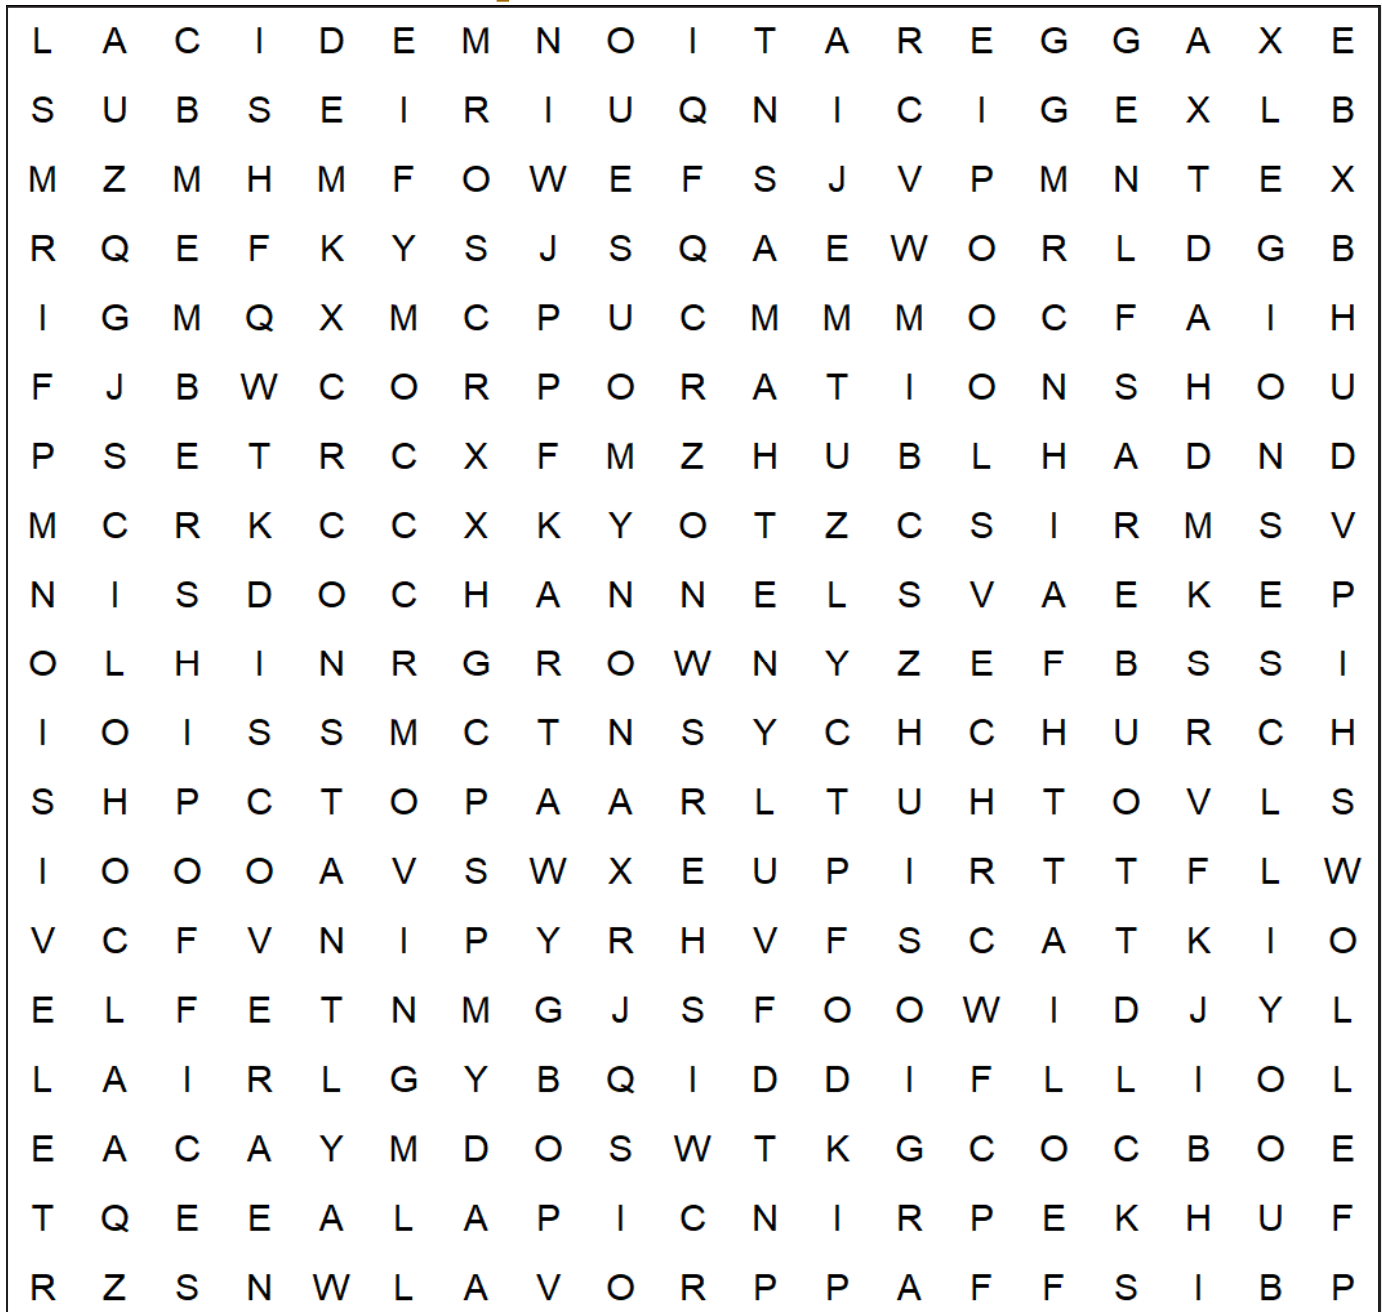 L A C I D E M N O I T A R E G G A X E
S U B S E I R I U Q N I C I G E X L B
M Z M H M F O W E F S J V P M N T E X
R Q E F K Y S J S Q A E W O R L D G B
I G M Q X M C P U C M M M O C F A I H
F J B W C O R P O R A T I O N S H O U
P S E T R C X F M Z H U B L H A D N D
M C R K C C X K Y O T Z C S I R M S V
N I S D O C H A N N E L S V A E K E P
O L H I N R G R O W N Y Z E F B S S I
I O I S S M C T N S Y C H C H U R C H
S H P C T O P A A R L T U H T O V L S
I O O O A V S W X E U P I R T T F L W
V C F V N I P Y R H V F S C A T K I O
E L F E T N M G J S F O O W I D J Y L
L A I R L G Y B Q I D D I F L L I O L
E A C A Y M D O S W T K G C O C B O E
T Q E E A L A P I C N I R P E K H U F
R Z S N W L A V O R P P A F F S I B P